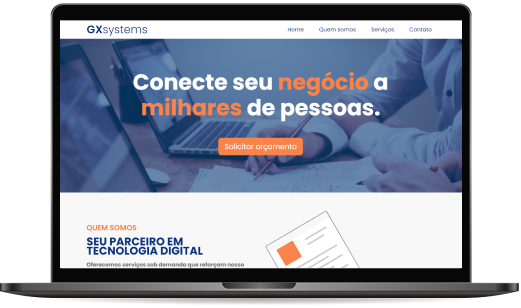 GXsystems
Home Quem somos Serviços Contato
Conecte seu negócio a
milhares de pessoas.
Solicitar orçamento
QUEM SOMOS
SEU PARCEIRO EM
TECNOLOGIA DIGITAL
Oferecemos serviços sob demanda que reforçam nosso